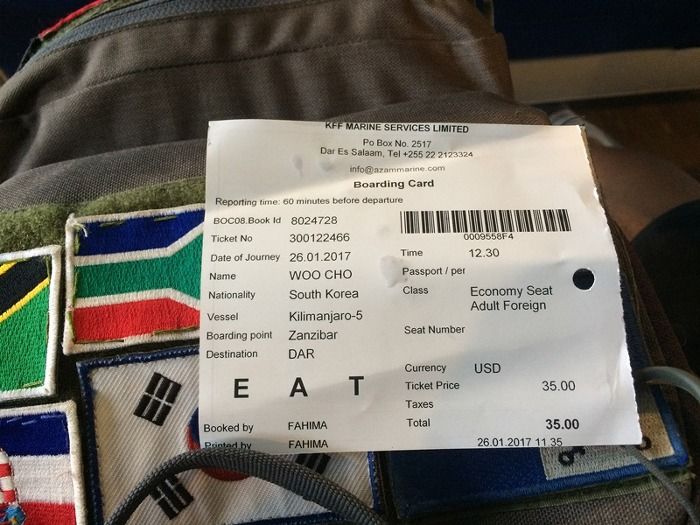 KFF MARINE SERVICES LIMITED
Po Box No. 2517
Dar Es Salaam, Tel +255 22 2123324
info@azammarine.com
Boarding Card
Reporting time: 60 minutes before departure
BOC08.Book Id 8024728
0009558F4
Ticket No 300122466
Time 12.30
Date of Journey 26.01.2017
Passport / per
Name WOO CHO
Class Economy Seat
Adult Foreign
Nationality South Korea
Vessel Kilimanjaro-5
Seat Number
Boarding point Zanzibar
Destination DAR
Currency USD
E A T
Ticket Price 35.00
Taxes
Total 35.00
Booked by FAHIMA
Printed by FAHIMA
26.01.2017 11.35